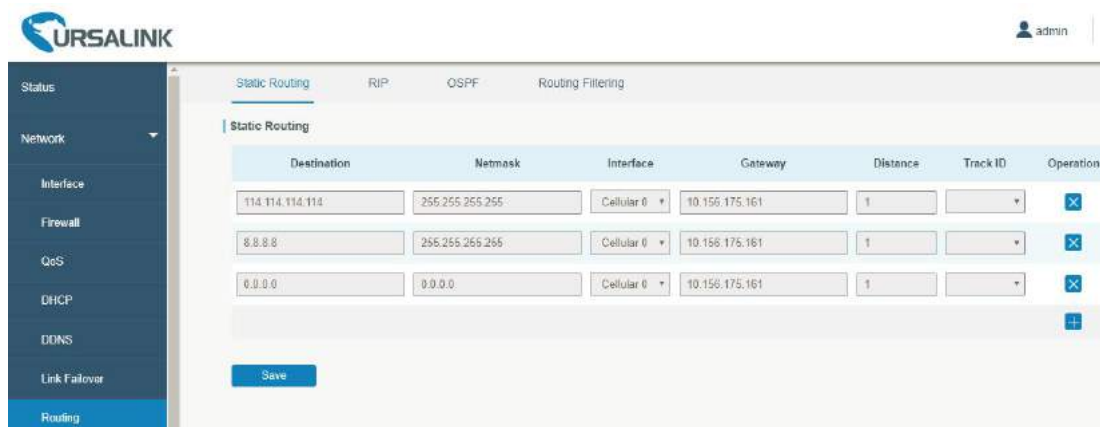 URSALINK
admin
Status
Static Routing RIP OSPF Routing Filtering
Network
Static Routing
Destination Netmask Interface Gateway Distance Track ID Operation
Interface
114.114.114.114 255.255.255.255 Cellular 0 10.156.175.161 1
Firewall
8.8.8.8 255.255.255.255 Cellular 0 10.156.175.161 1
QoS
0.0.0.0 0.0.0.0 Cellular 0 10.156.175.161 1
DHCP
DDNS
Link Failover
Save
Routing